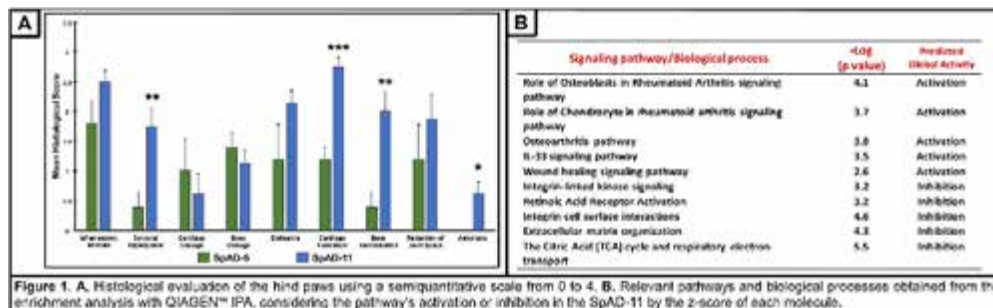 A
B
Mean Histological Score
***
**
**
*
Cartilage Damage
Bone Damage
SpAD-6
SpAD-11
Signaling pathway/Biological process
-Log (p value)
Predicted Global Activity
Role of Osteoblasts in Rheumatoid Arthritis signaling pathway 4.1 Activation
Role of Chondrocyte in rheumatoid arthritis signaling pathway 3.7 Activation
Osteoarthritis pathway 3.8 Activation
IL-33 signaling pathway 3.5 Activation
Wound healing signaling pathway 2.6 Activation
Integrin-linked kinase signaling 3.2 Inhibition
Retinoic Acid Receptor Activation 3.2 Inhibition
Integrin cell surface interactions 4.6 Inhibition
Extracellular matrix organization 4.3 Inhibition
The Citric Acid (TCA) cycle and respiratory electron transport 5.5 Inhibition
Figure 1. A. Histological evaluation of the hind paws using a semiquantitative scale from 0 to 4. B. Relevant pathways and biological processes obtained from the
enrichment analysis with QIAGEN™ IPA, considering the pathway's activation or inhibition in the SpAD-11 by the z-score of each molecule.